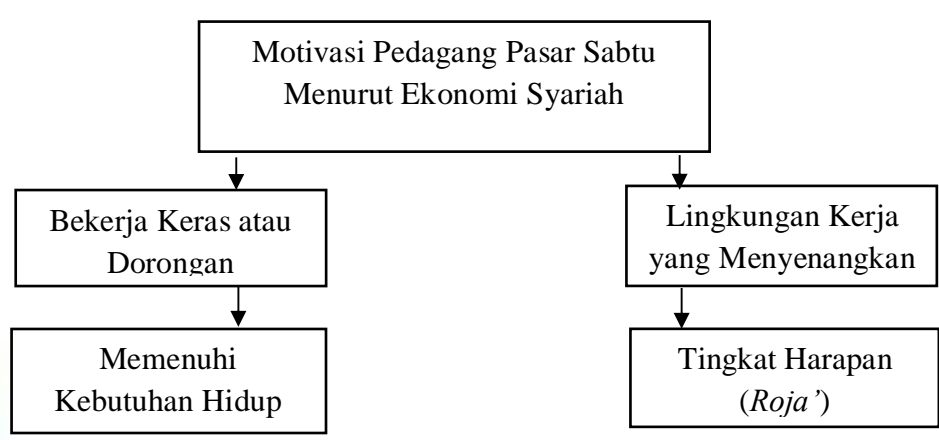 Motivasi Pedagang Pasar Sabtu
Menurut Ekonomi Syariah
Bekerja Keras atau
Dorongan
Lingkungan Kerja
yang Menyenangkan
Memenuhi
Kebutuhan Hidup
Tingkat Harapan
(Roja’)